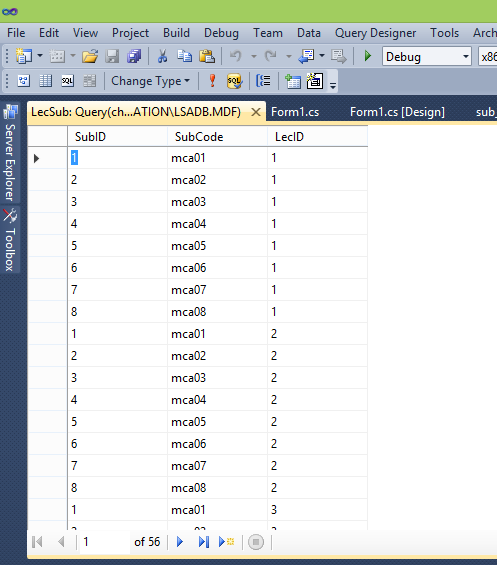 File Edit View Project Build Debug Team Data Query Designer Tools A
Debug x86
Change Type SQL
LecSub: Query(ch...ATION\LSADB.MDF) Form1.cs Form1.cs [Design] sub_
Server Explorer
Toolbox
SubID SubCode LecID
1 mca01 1
2 mca02 1
3 mca03 1
4 mca04 1
5 mca05 1
6 mca06 1
7 mca07 1
8 mca08 1
1 mca01 2
2 mca02 2
3 mca03 2
4 mca04 2
5 mca05 2
6 mca06 2
7 mca07 2
8 mca08 2
1 mca01 3
1 of 56